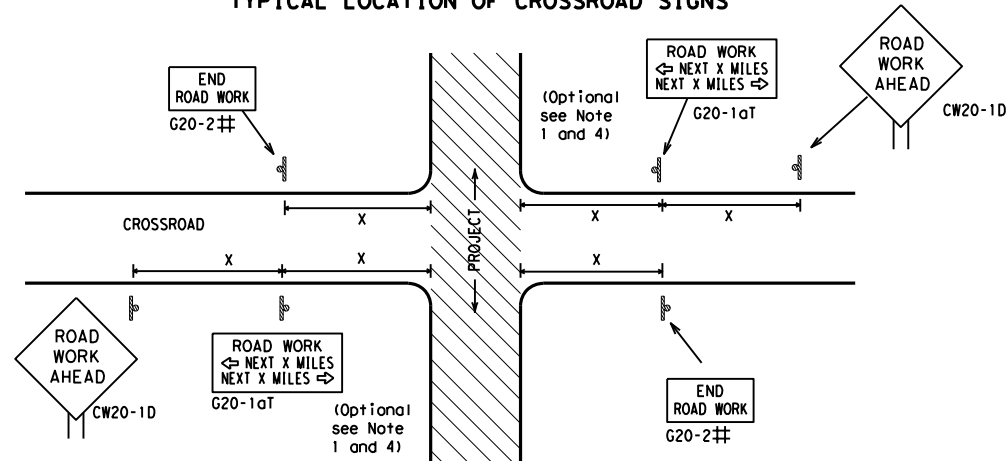 TYPICAL LOCATION OF CROSSROAD SIGNS
END
ROAD WORK
G20-2#
(Optional
see Note
1 and 4)
ROAD WORK
⇦ NEXT X MILES
NEXT X MILES ⇨
G20-1aT
ROAD
WORK
AHEAD
CW20-1D
X
X
X
CROSSROAD
PROJECT
X
X
X
ROAD
WORK
AHEAD
CW20-1D
ROAD WORK
⇦ NEXT X MILES
NEXT X MILES ⇨
G20-1aT
(Optional
see Note
1 and 4)
END
ROAD WORK
G20-2#